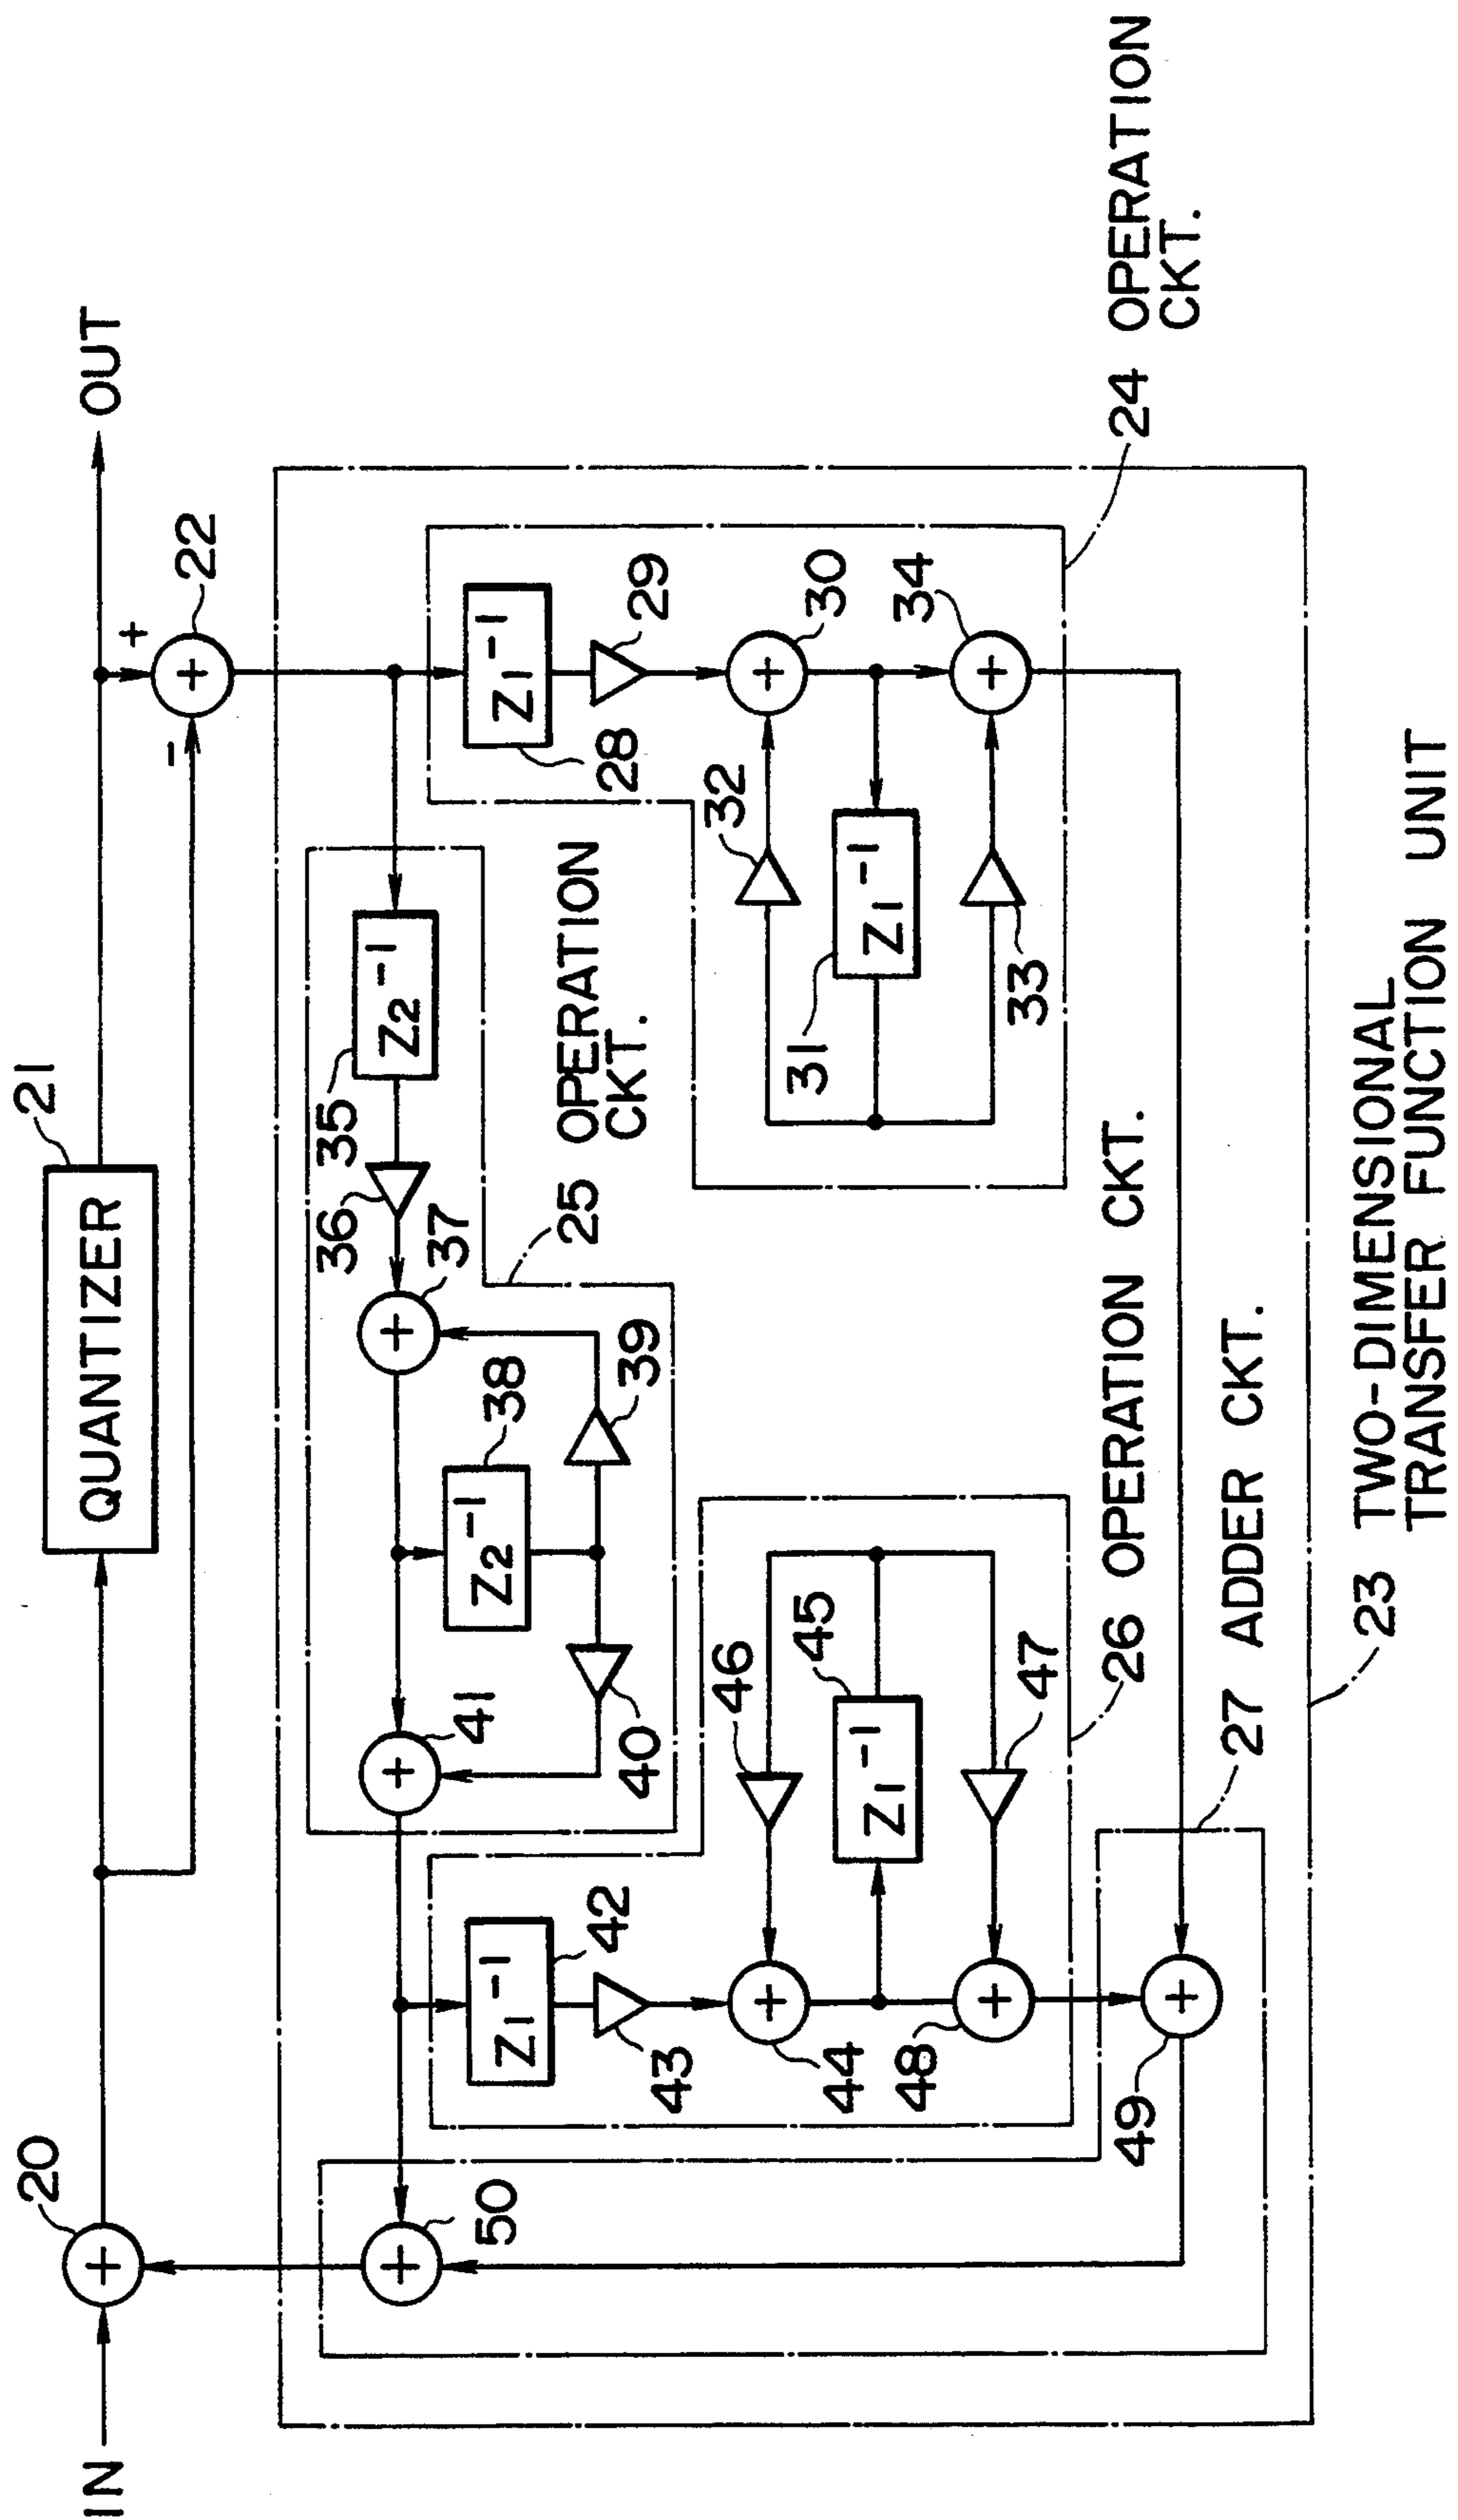 IN
20
21
QUANTIZER
OUT
+
-
22
+
+
Z₂⁻¹
35
36
37
+
38
Z₂⁻¹
39
40
41
+
25 OPERATION
CKT.
28
Z₁⁻¹
29
30
+
31
Z₁⁻¹
32
33
34
+
24 OPERATION
CKT.
42
Z₁⁻¹
43
44
+
45
Z₁⁻¹
46
47
48
+
26 OPERATION CKT.
49
+
50
+
27 ADDER CKT.
23 TWO-DIMENSIONAL
TRANSFER FUNCTION UNIT